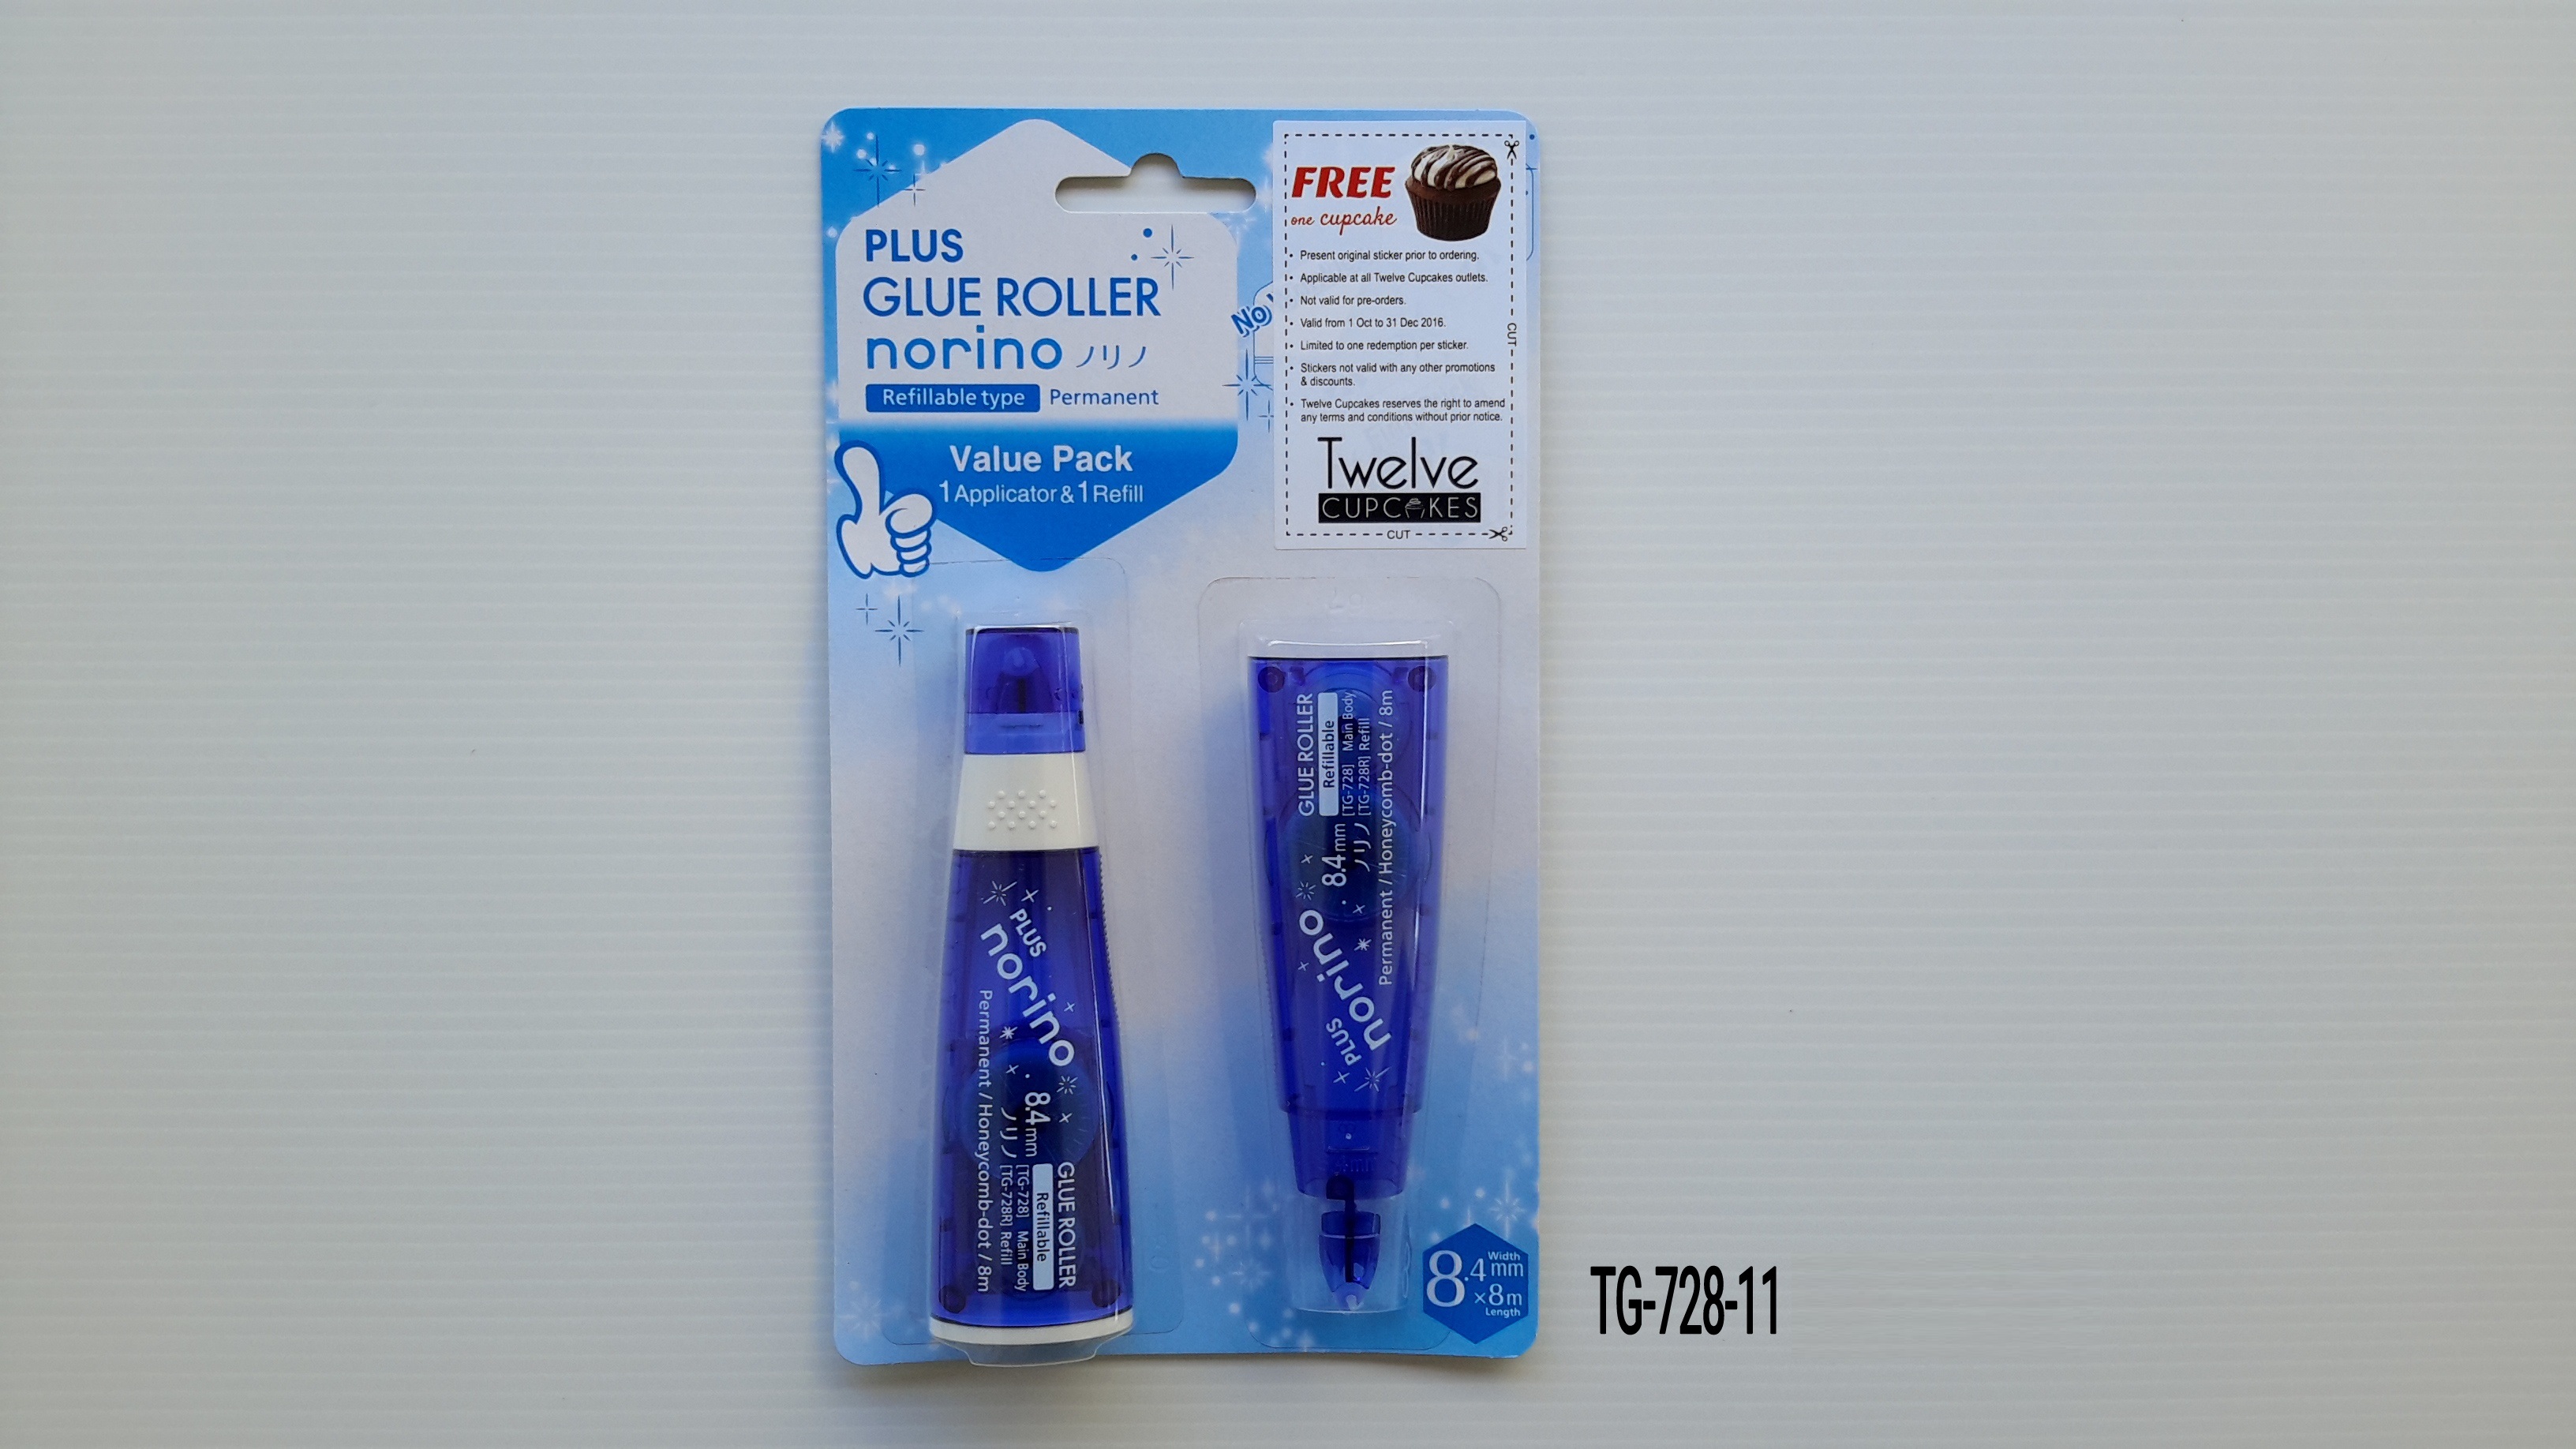 PLUS
GLUE ROLLER
norino ノリノ
Refillable type Permanent
Value Pack
1 Applicator & 1 Refill
No
FREE
one cupcake
• Present original sticker prior to ordering.
• Applicable at all Twelve Cupcakes outlets.
• Not valid for pre-orders.
• Valid from 1 Oct to 31 Dec 2016.
• Limited to one redemption per sticker.
• Stickers not valid with any other promotions
& discounts.
• Twelve Cupcakes reserves the right to amend
any terms and conditions without prior notice.
Twelve
CUPCAKES
CUT
CUT
PLUS
norino
8.4mm
ノリノ
GLUE ROLLER
Refillable
[TG-728] Main Body
[TG-728R] Refill
Permanent / Honeycomb-dot / 8m
PLUS
norino
8.4mm
ノリノ
GLUE ROLLER
Refillable
[TG-728] Main Body
[TG-728R] Refill
Permanent / Honeycomb-dot / 8m
Width
8.4mm
×8m
Length
TG-728-11